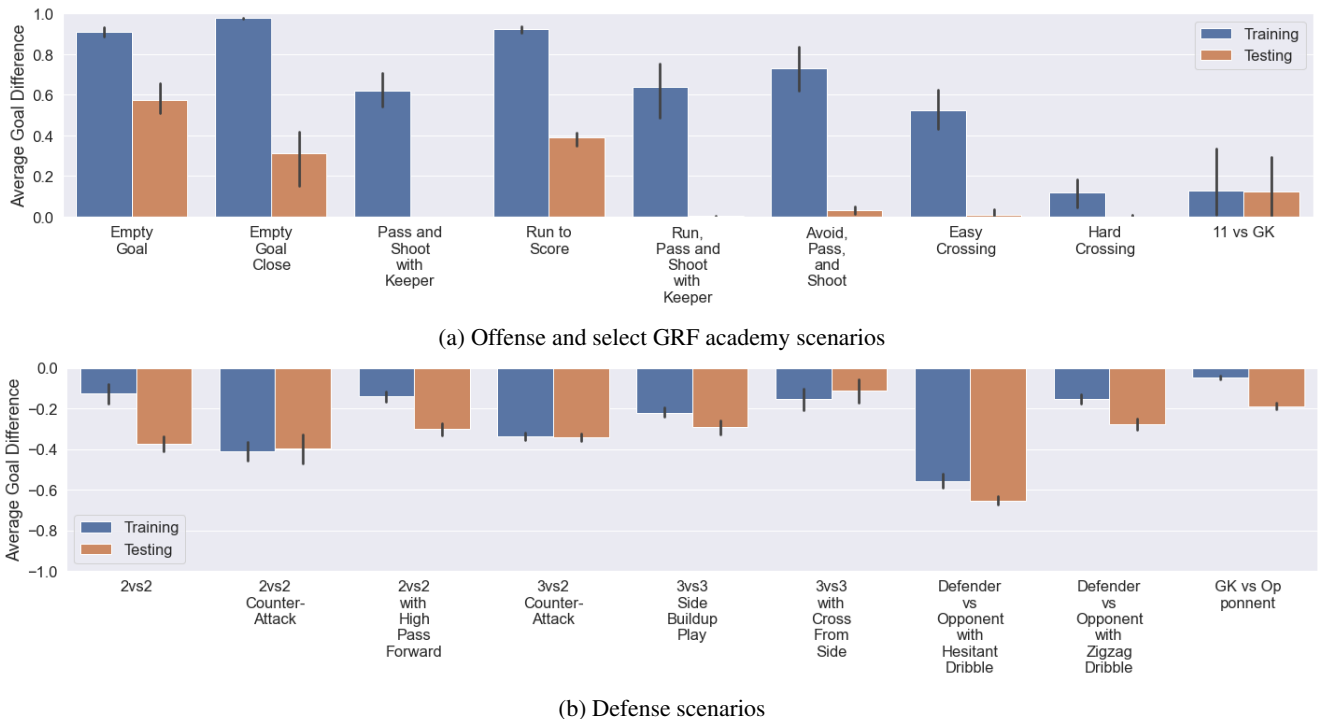 1.0
0.8
0.6
0.4
0.2
0.0
Average Goal Difference
Training
Testing
Empty
Goal
Empty
Goal
Close
Pass and
Shoot
with
Keeper
Run to
Score
Run,
Pass and
Shoot
with
Keeper
Avoid,
Pass,
and
Shoot
Easy
Crossing
Hard
Crossing
11 vs GK
(a) Offense and select GRF academy scenarios
0.0
−0.2
−0.4
−0.6
−0.8
−1.0
Average Goal Difference
Training
Testing
2vs2
2vs2
Counter-
Attack
2vs2
with
High
Pass
Forward
3vs2
Counter-
Attack
3vs3
Side
Buildup
Play
3vs3
with
Cross
From
Side
Defender
vs
Opponent
with
Hesitant
Dribble
Defender
vs
Opponent
with
Zigzag
Dribble
GK vs Op
ponnent
(b) Defense scenarios